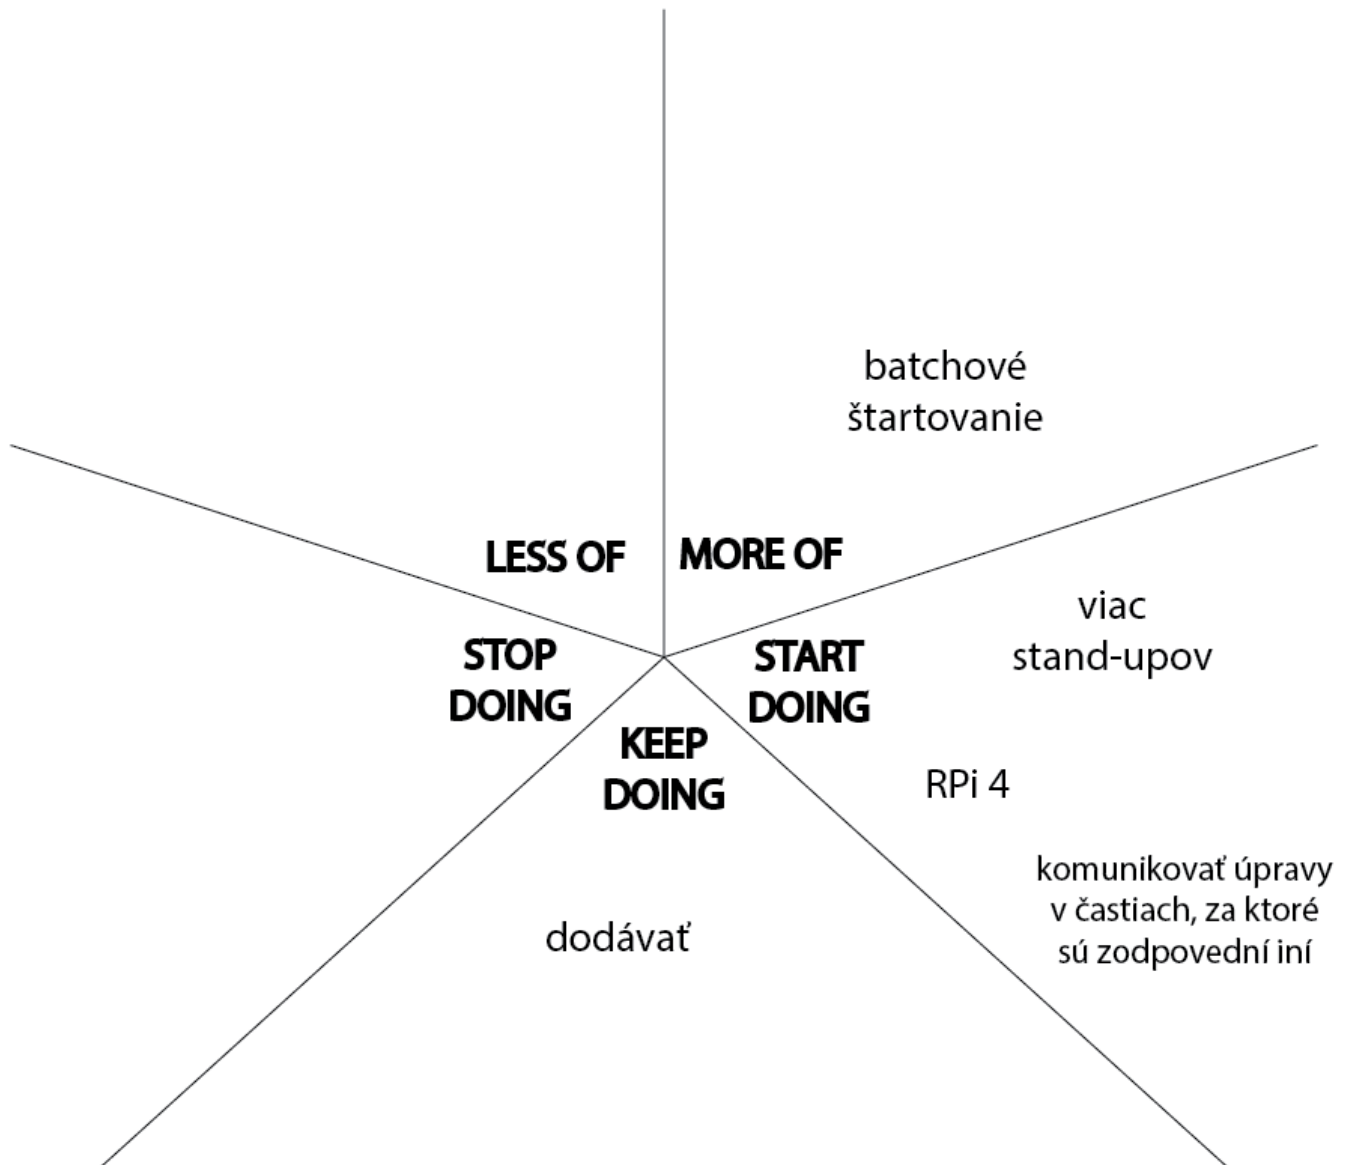 batchové
štartovanie
LESS OF
MORE OF
viac
stand-upov
STOP
DOING
START
DOING
KEEP
DOING
RPi 4
komunikovať úpravy
v častiach, za ktoré
sú zodpovední iní
dodávať